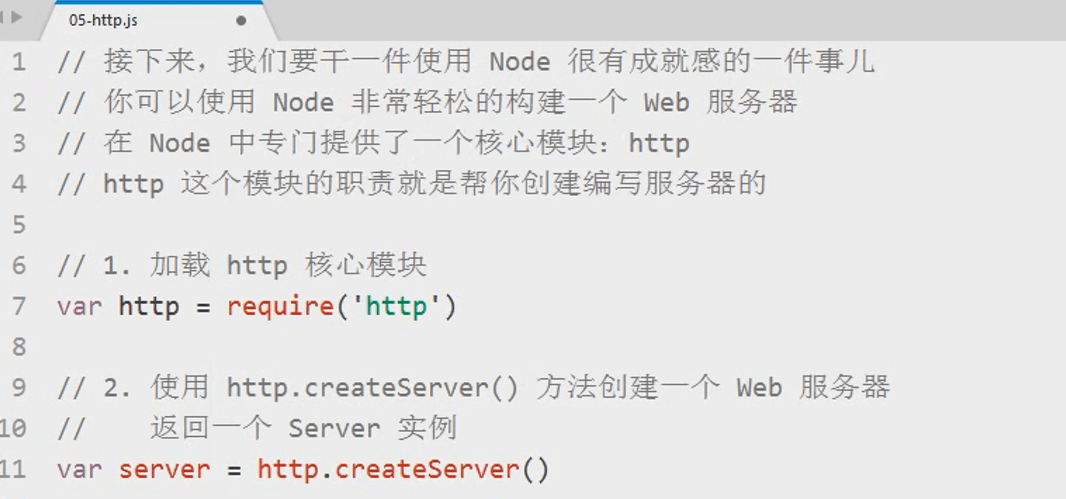 05-http.js
1 // 接下来，我们要干一件使用 Node 很有成就感的一件事儿
2 // 你可以使用 Node 非常轻松的构建一个 Web 服务器
3 // 在 Node 中专门提供了一个核心模块：http
4 // http 这个模块的职责就是帮你创建编写服务器的
5
6 // 1. 加载 http 核心模块
7 var http = require('http')
8
9 // 2. 使用 http.createServer() 方法创建一个 Web 服务器
10 //    返回一个 Server 实例
11 var server = http.createServer()